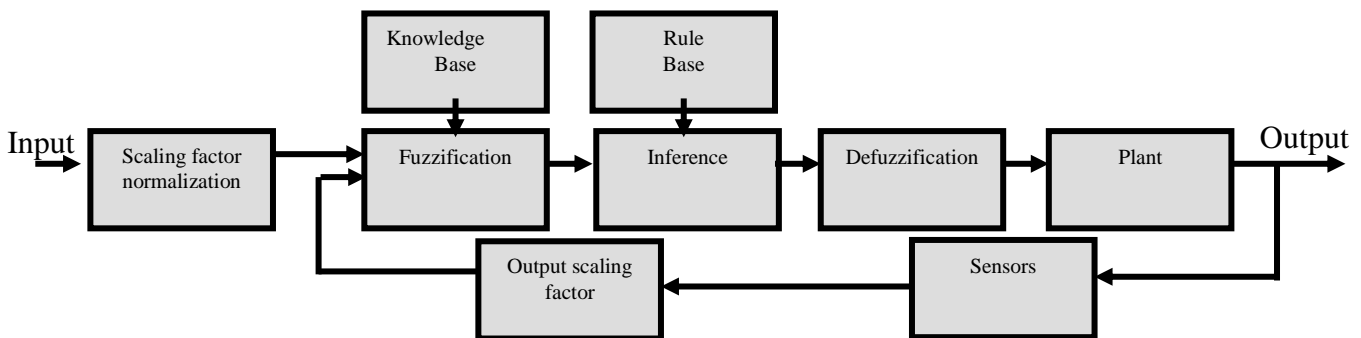 Knowledge
Base
Rule
Base
Input
Scaling factor
normalization
Fuzzification
Inference
Defuzzification
Plant
Output
Output scaling
factor
Sensors